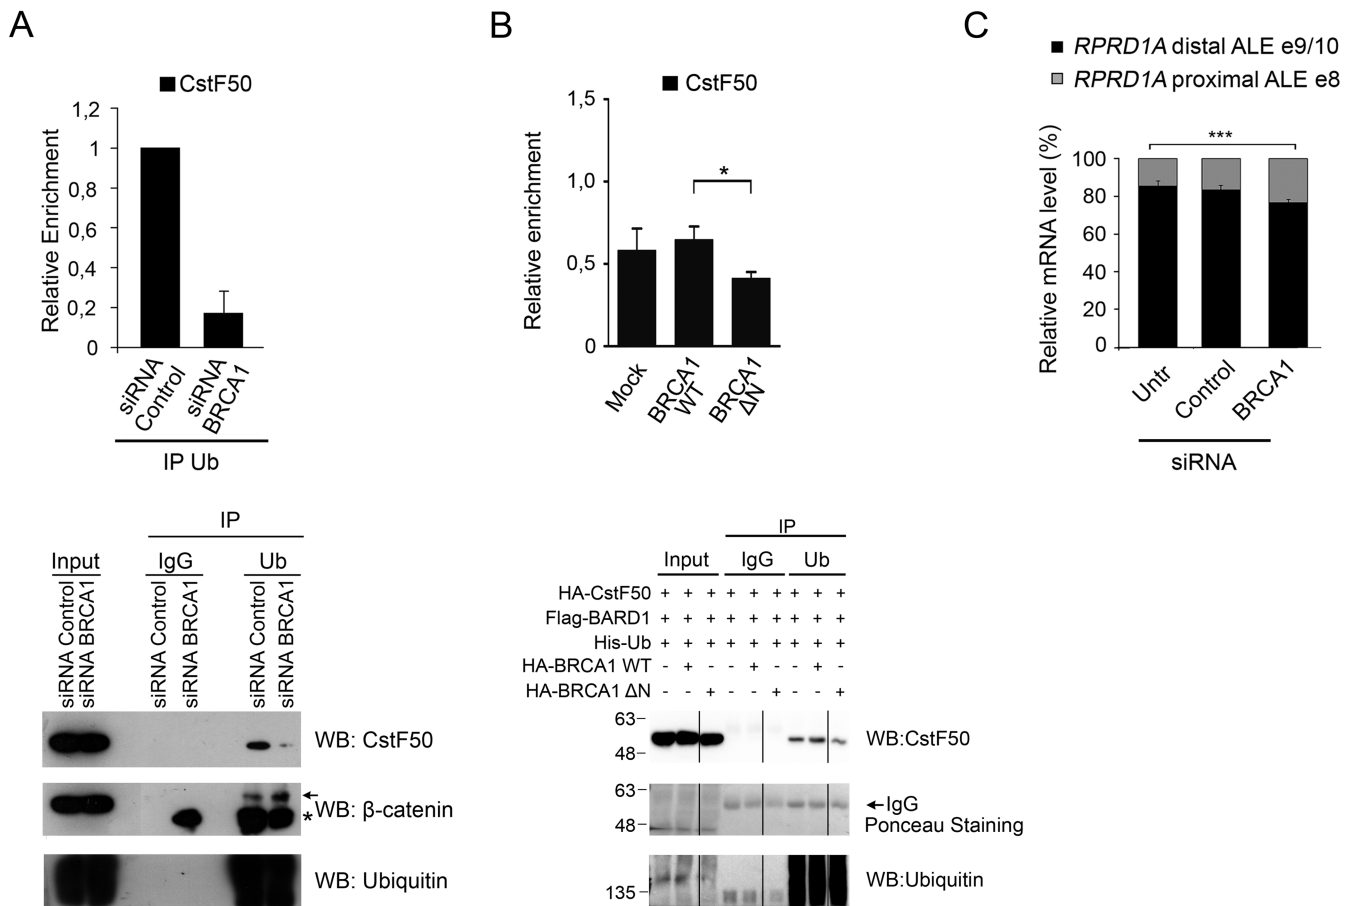 A
CstF50
1,2
1
0,8
0,6
0,4
0,2
0
Relative Enrichment
siRNA Control
siRNA BRCA1
IP Ub
IP
Input
IgG
Ub
siRNA Control
siRNA BRCA1
siRNA Control
siRNA BRCA1
siRNA Control
siRNA BRCA1
WB: CstF50
WB: β-catenin
*
WB: Ubiquitin
B
CstF50
1,5
1,0
0,5
0
Relative enrichment
*
Mock
BRCA1 WT
BRCA1 ΔN
IP
Input
IgG
Ub
HA-CstF50 + + + + + + + + +
Flag-BARD1 + + + + + + + + +
His-Ub + + + + + + + + +
HA-BRCA1 WT - + - - + - - + -
HA-BRCA1 ΔN - - + - - + - - +
63
48
WB:CstF50
63
48
IgG
Ponceau Staining
135
WB:Ubiquitin
C
RPRD1A distal ALE e9/10
RPRD1A proximal ALE e8
***
100
80
60
40
20
0
Relative mRNA level (%)
Untr
Control
BRCA1
siRNA